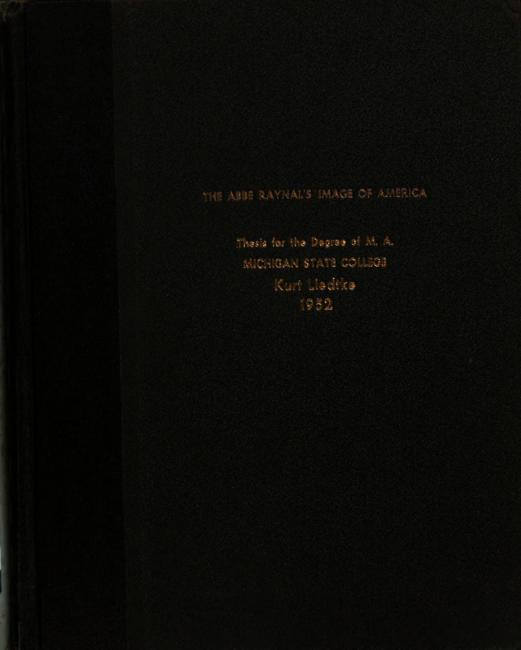 THE ABBE RAYNAL'S IMAGE OF AMERICA
Thesis for the Degree of M. A.
MICHIGAN STATE COLLEGE
Kurt Liedtke
1952